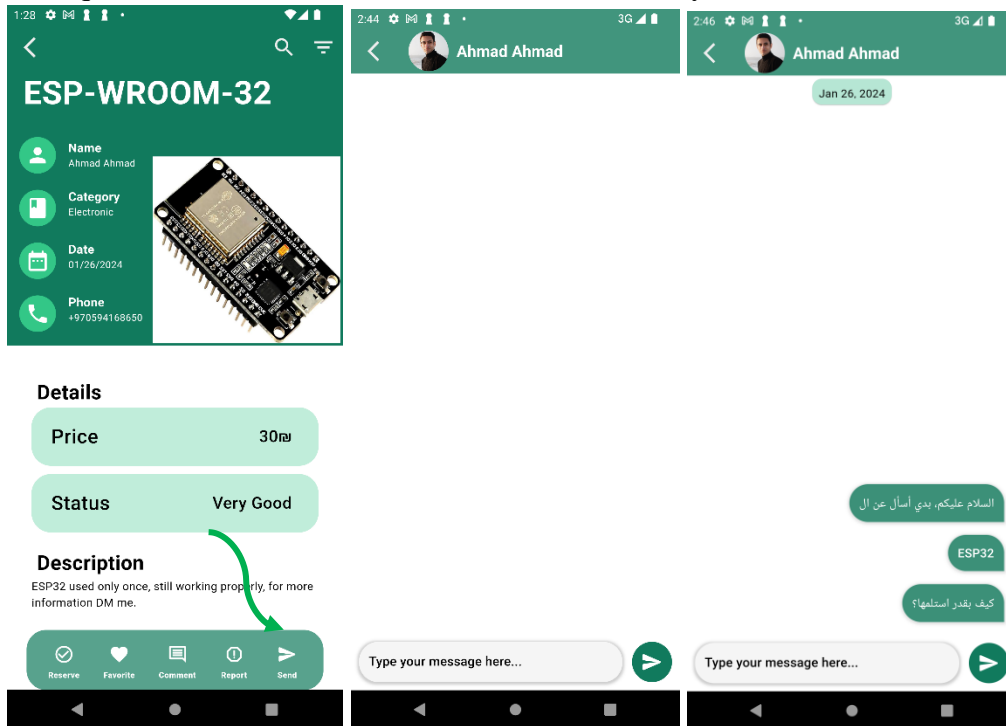 1:28
ESP-WROOM-32
Name
Ahmad Ahmad
Category
Electronic
Date
01/26/2024
Phone
+970594168650
Details
Price 30₪
Status Very Good
Description
ESP32 used only once, still working properly, for more
information DM me.
Reserve Favorite Comment Report Send
2:44 3G
Ahmad Ahmad
Type your message here...
2:46 3G
Ahmad Ahmad
Jan 26, 2024
السلام عليكم، بدي أسأل عن ال
ESP32
كيف بقدر استلمها؟
Type your message here...